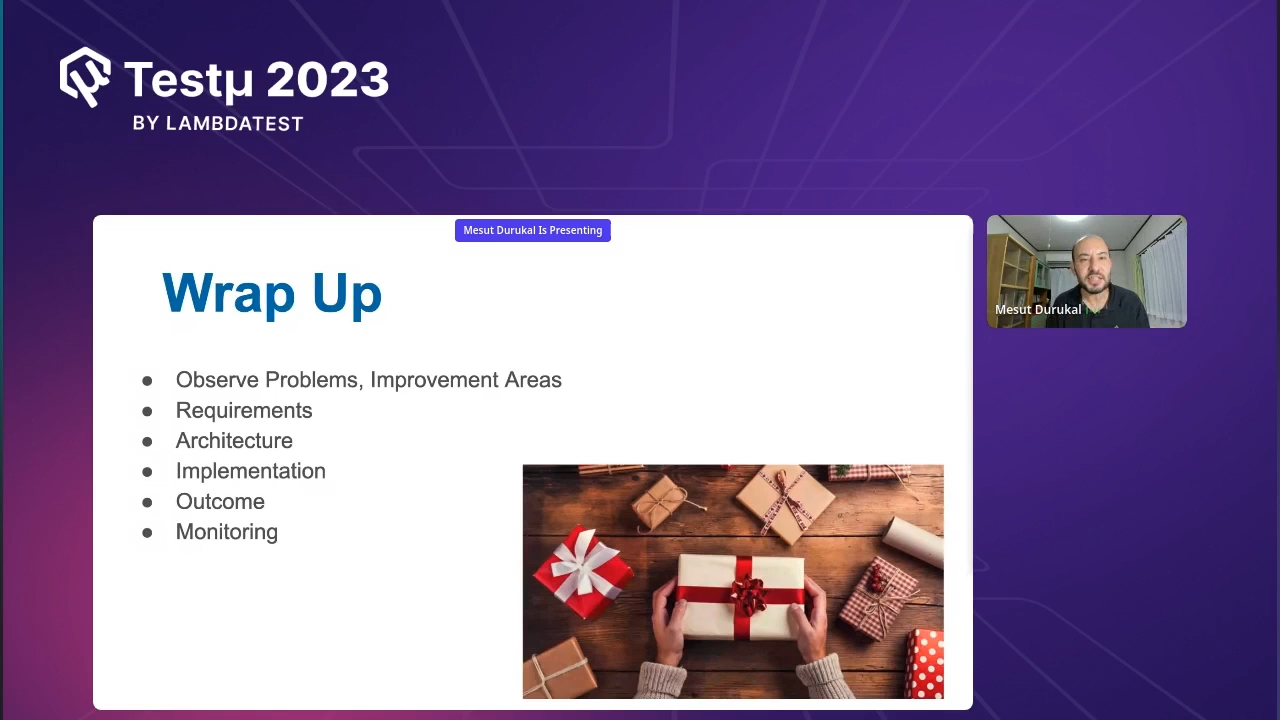 Testμ 2023
BY LAMBDATEST
Mesut Durukal Is Presenting
Wrap Up
Mesut Durukal
● Observe Problems, Improvement Areas
● Requirements
● Architecture
● Implementation
● Outcome
● Monitoring